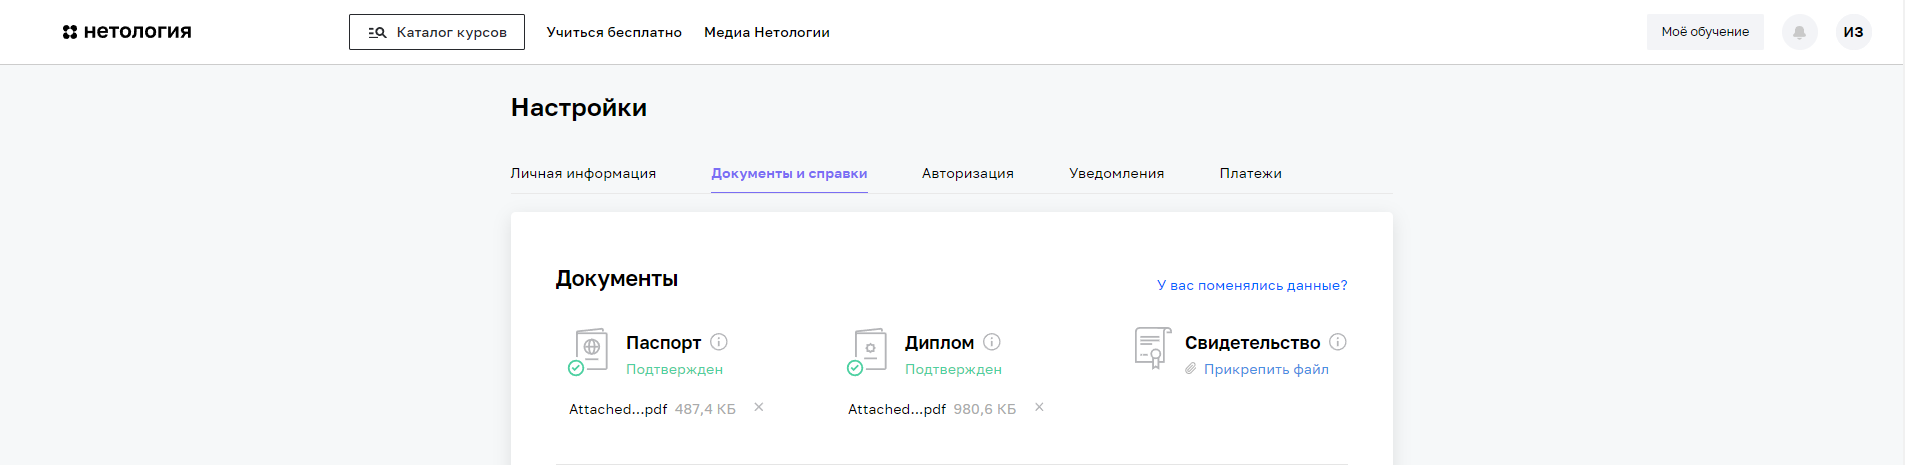 нетология
Каталог курсов
Учиться бесплатно
Медиа Нетологии
Моё обучение
ИЗ
Настройки
Личная информация
Документы и справки
Авторизация
Уведомления
Платежи
Документы
У вас поменялись данные?
Паспорт
Подтвержден
Attached...pdf 487,4 КБ
Диплом
Подтвержден
Attached...pdf 980,6 КБ
Свидетельство
Прикрепить файл